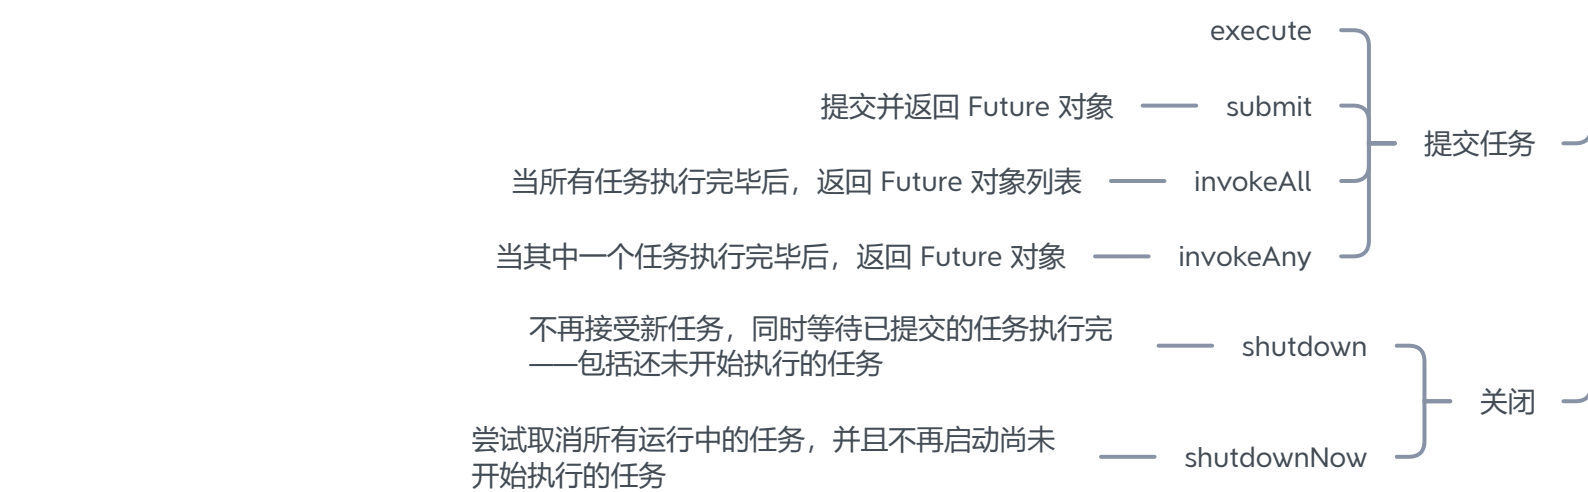 execute
提交并返回 Future 对象
submit
提交任务
当所有任务执行完毕后，返回 Future 对象列表
invokeAll
当其中一个任务执行完毕后，返回 Future 对象
invokeAny
不再接受新任务，同时等待已提交的任务执行完
——包括还未开始执行的任务
shutdown
关闭
尝试取消所有运行中的任务，并且不再启动尚未
开始执行的任务
shutdownNow